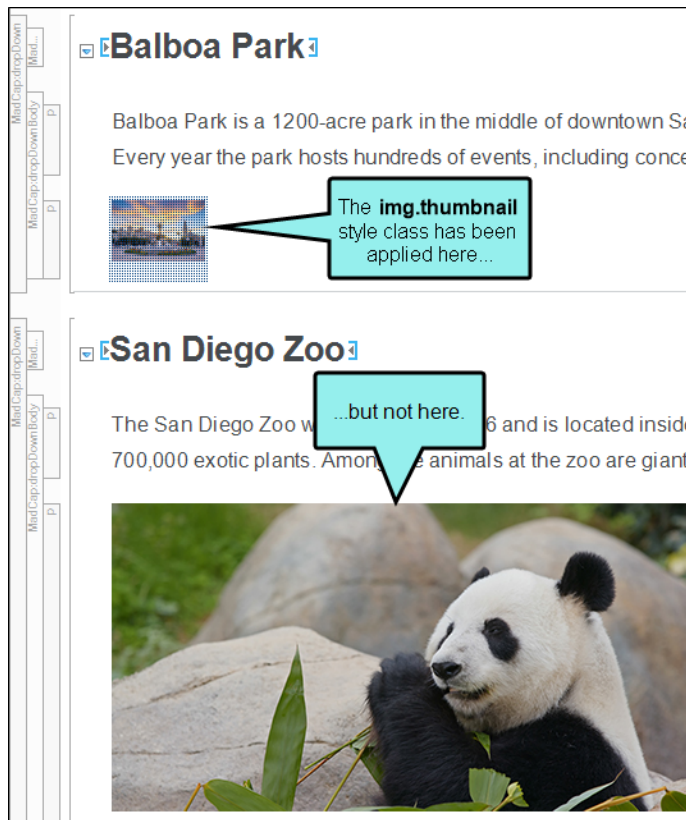 MadCap:dropDown
Mad...
MadCap:dropDownBody
p
p
Balboa Park
Balboa Park is a 1200-acre park in the middle of downtown Sa
Every year the park hosts hundreds of events, including conce
The img.thumbnail
style class has been
applied here...
MadCap:dropDown
Mad...
MadCap:dropDownBody
p
p
San Diego Zoo
...but not here.
The San Diego Zoo w 6 and is located inside
700,000 exotic plants. Among animals at the zoo are giant